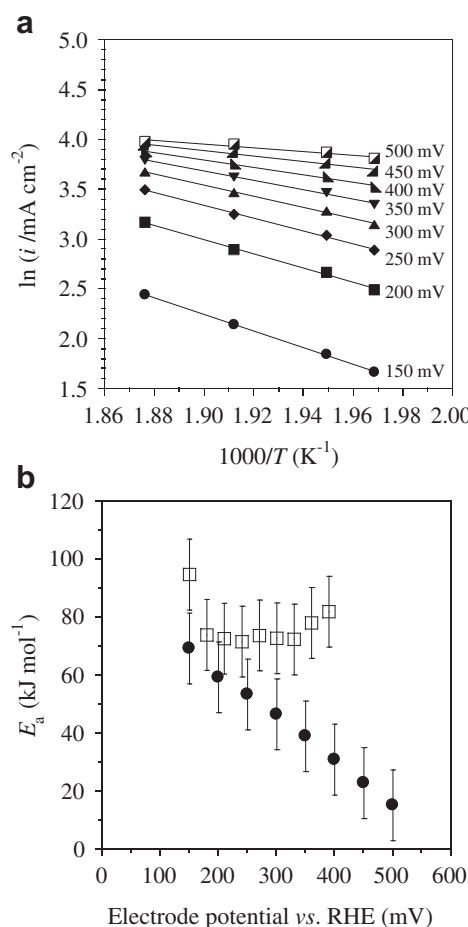 a
5.0
4.5
4.0
3.5
3.0
2.5
2.0
1.5
ln (i /mA cm⁻²)
500 mV
450 mV
400 mV
350 mV
300 mV
250 mV
200 mV
150 mV
1.86 1.88 1.90 1.92 1.94 1.96 1.98 2.00
1000/T (K⁻¹)
b
120
100
80
60
40
20
0
Eₐ (kJ mol⁻¹)
0 100 200 300 400 500 600
Electrode potential vs. RHE (mV)